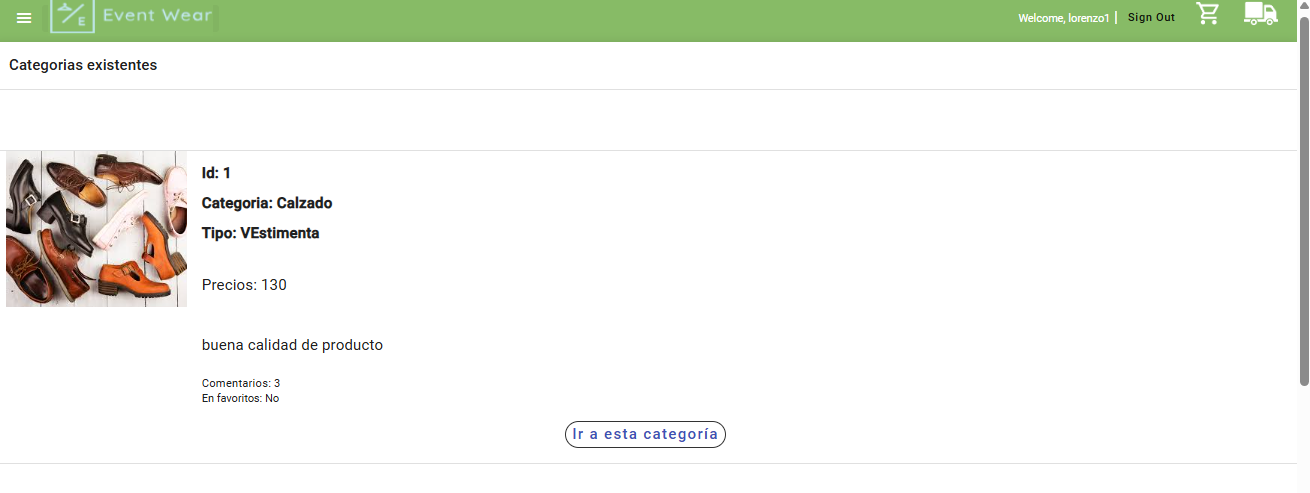 E
Event Wear
Welcome, lorenzo1 | Sign Out
Categorias existentes
Id: 1
Categoria: Calzado
Tipo: VEstimenta
Precios: 130
buena calidad de producto
Comentarios: 3
En favoritos: No
Ir a esta categoría